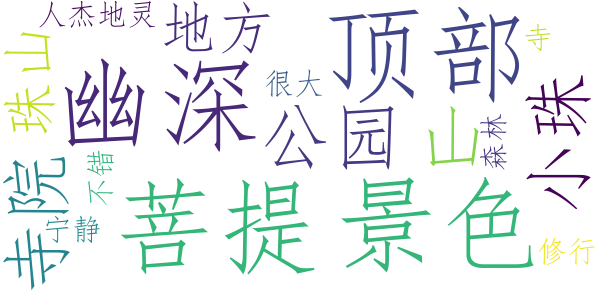 人杰地灵
地方
顶部
寺
珠山
幽深
很大
公园
山
森林
小珠
寺院
不错
宁静
菩提
景色
修行